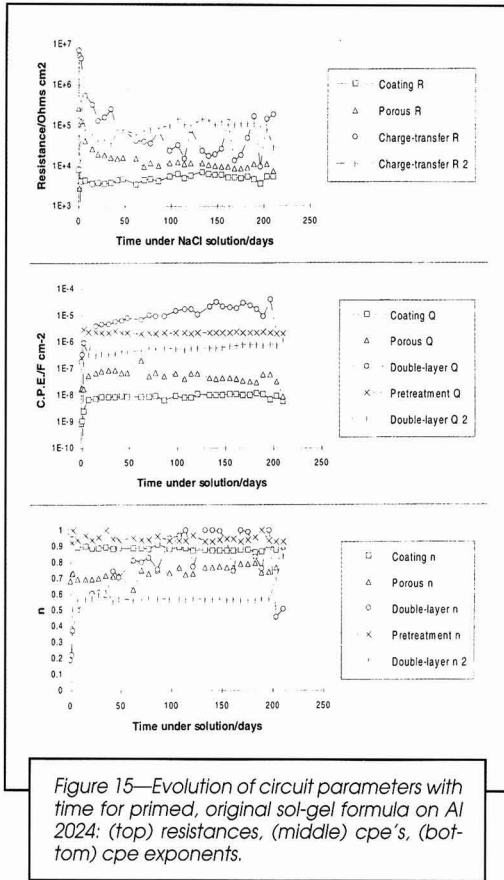 1E+7
1E+6
1E+5
1E+4
1E+3
Resistance/Ohms cm2
0
50
100
150
200
250
Time under NaCl solution/days
Coating R
Porous R
Charge-transfer R
Charge-transfer R 2
1E-4
1E-5
1E-6
1E-7
1E-8
1E-9
1E-10
C.P.E./F cm-2
0
50
100
150
200
250
Time under solution/days
Coating Q
Porous Q
Double-layer Q
Pretreatment Q
Double-layer Q 2
1
0.9
0.8
0.7
0.6
0.5
0.4
0.3
0.2
0.1
0
n
0
50
100
150
200
250
Time under solution/days
Coating n
Porous n
Double-layer n
Pretreatment n
Double-layer n 2
Figure 15—Evolution of circuit parameters with
time for primed, original sol-gel formula on Al
2024: (top) resistances, (middle) cpe's, (bot-
tom) cpe exponents.